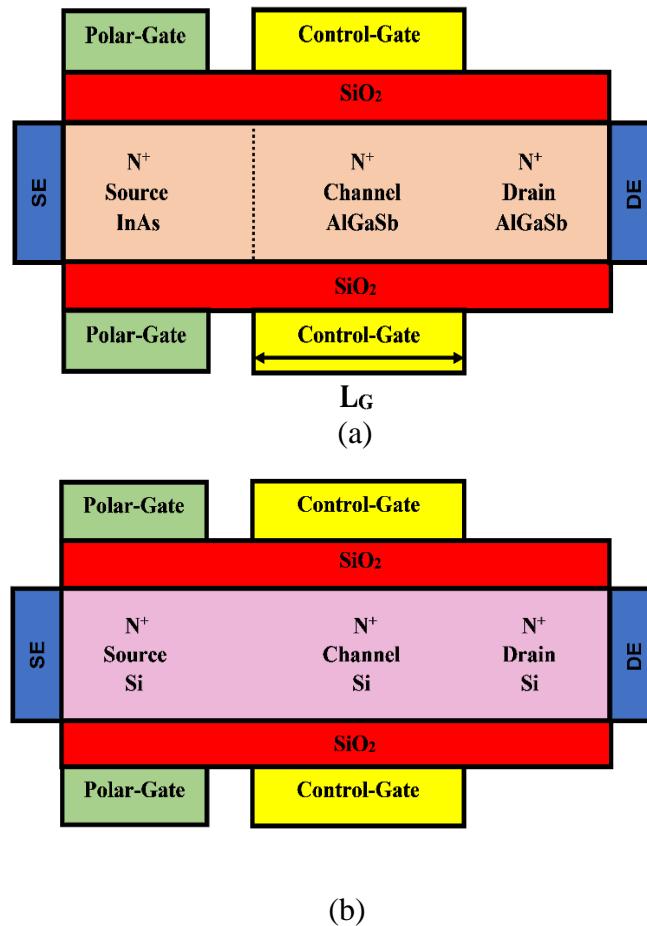 Polar-Gate
Control-Gate
SiO₂
SE
N⁺
Source
InAs
N⁺
Channel
AlGaSb
N⁺
Drain
AlGaSb
DE
SiO₂
Polar-Gate
Control-Gate
L_G
(a)
Polar-Gate
Control-Gate
SiO₂
SE
N⁺
Source
Si
N⁺
Channel
Si
N⁺
Drain
Si
DE
SiO₂
Polar-Gate
Control-Gate
(b)